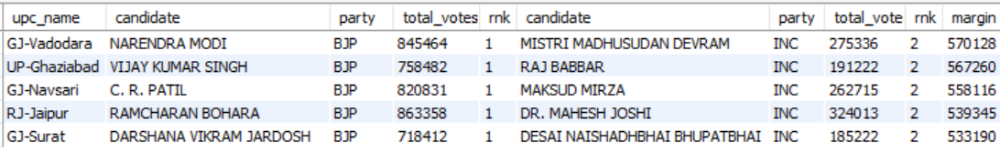 upc_name candidate party total_votes rnk candidate party total_vote rnk margin
GJ-Vadodara NARENDRA MODI BJP 845464 1 MISTRI MADHUSUDAN DEVRAM INC 275336 2 570128
UP-Ghaziabad VIJAY KUMAR SINGH BJP 758482 1 RAJ BABBAR INC 191222 2 567260
GJ-Navsari C. R. PATIL BJP 820831 1 MAKSUD MIRZA INC 262715 2 558116
RJ-Jaipur RAMCHARAN BOHARA BJP 863358 1 DR. MAHESH JOSHI INC 324013 2 539345
GJ-Surat DARSHANA VIKRAM JARDOSH BJP 718412 1 DESAI NAISHADHBHAI BHUPATBHAI INC 185222 2 533190